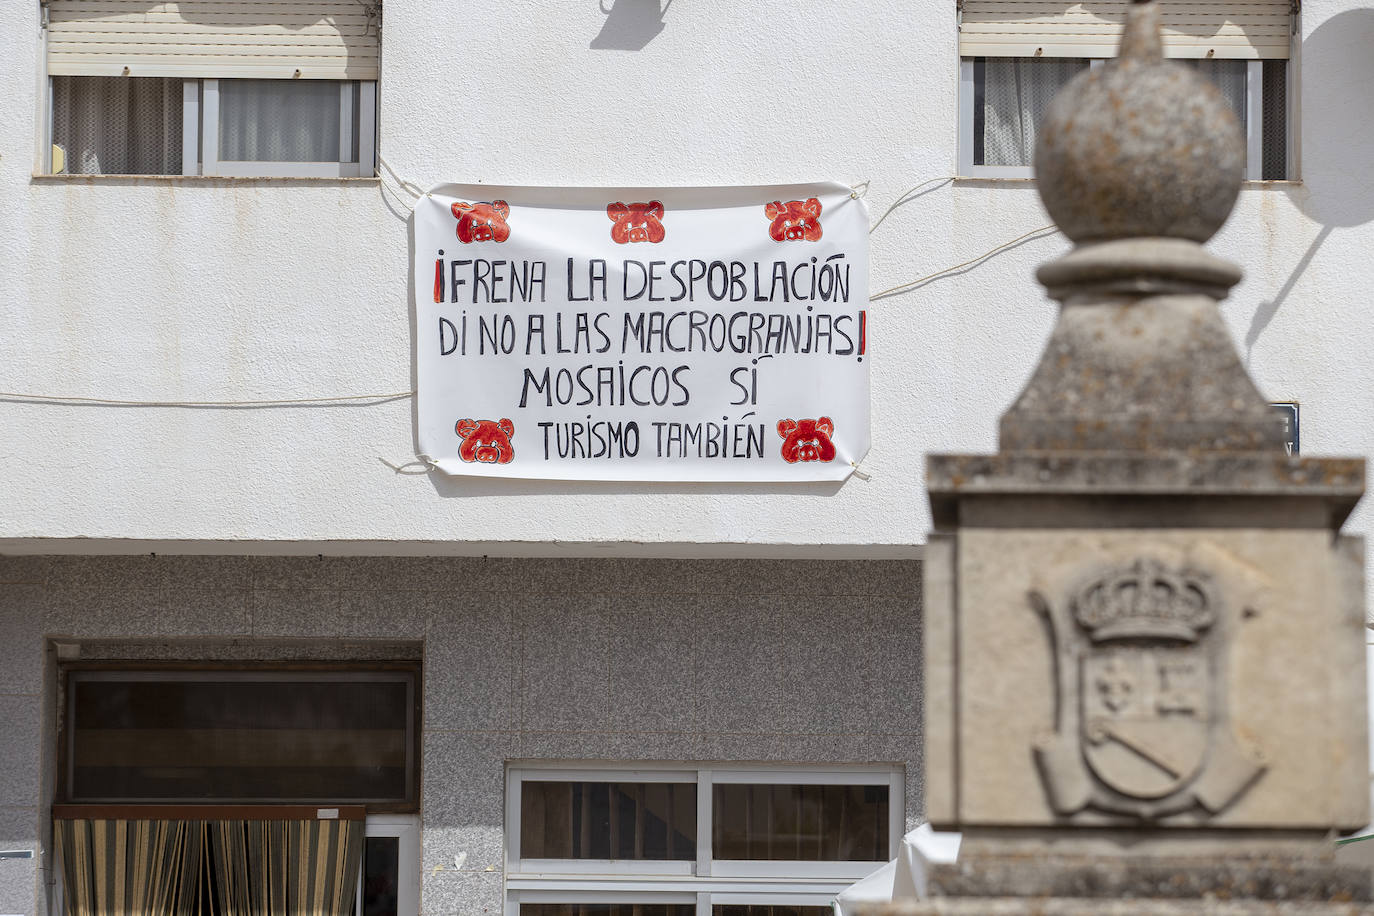 ¡FRENA LA DESPOBLACIÓN
DI NO A LAS MACROGRANJAS!
MOSAICOS SÍ
TURISMO TAMBIÉN